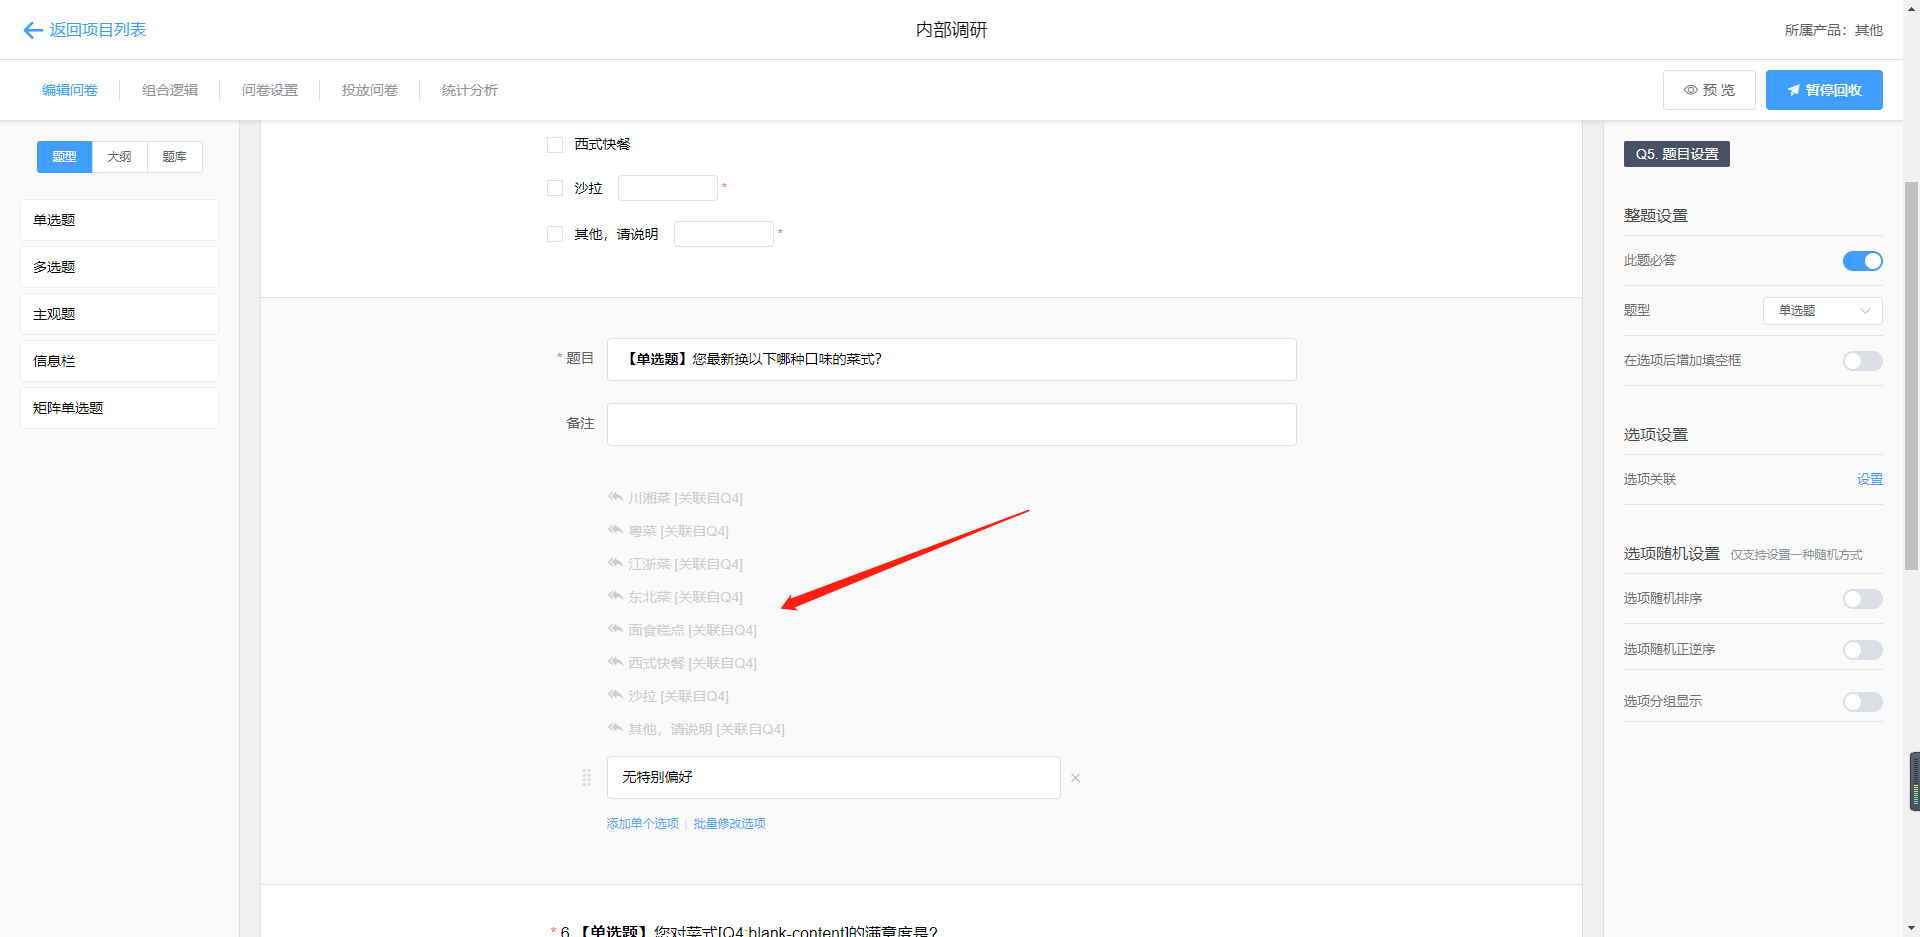 返回项目列表
内部调研
所属产品：其他
编辑问卷
组合逻辑
问卷设置
投放问卷
统计分析
预 览
暂停回收
题型
大纲
题库
单选题
多选题
主观题
信息栏
矩阵单选题
西式快餐
沙拉 *
其他，请说明 *
* 题目
【单选题】您最新换以下哪种口味的菜式？
备注
川湘菜 [关联自Q4]
粤菜 [关联自Q4]
江浙菜 [关联自Q4]
东北菜 [关联自Q4]
面食糕点 [关联自Q4]
西式快餐 [关联自Q4]
沙拉 [关联自Q4]
其他，请说明 [关联自Q4]
无特别偏好
添加单个选项 | 批量修改选项
* 6.【单选题】您对菜式[Q4:blank-content]的满意度是？
Q5. 题目设置
整题设置
此题必答
题型
单选题
在选项后增加填空框
选项设置
选项关联
设置
选项随机设置 仅支持设置一种随机方式
选项随机排序
选项随机正逆序
选项分组显示